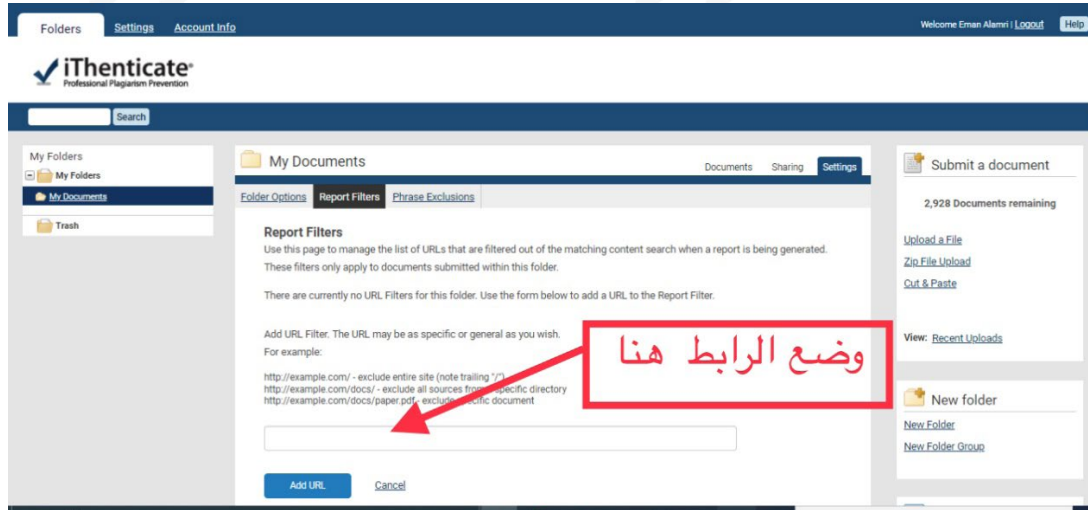 Folders Settings Account Info
Welcome Eman Alamri | Logout Help
iThenticate®
Professional Plagiarism Prevention
Search
My Folders
My Folders
My Documents
Trash
My Documents
Documents Sharing Settings
Folder Options Report Filters Phrase Exclusions
Report Filters
Use this page to manage the list of URLs that are filtered out of the matching content search when a report is being generated.
These filters only apply to documents submitted within this folder.
There are currently no URL Filters for this folder. Use the form below to add a URL to the Report Filter.
Add URL Filter. The URL may be as specific or general as you wish.
For example:
http://example.com/ - exclude entire site (note trailing "/")
http://example.com/docs/ - exclude all sources from specific directory
http://example.com/docs/paper.pdf - exclude specific document
وضع الرابط هنا
Add URL Cancel
Submit a document
2,928 Documents remaining
Upload a File
Zip File Upload
Cut & Paste
View: Recent Uploads
New folder
New Folder
New Folder Group